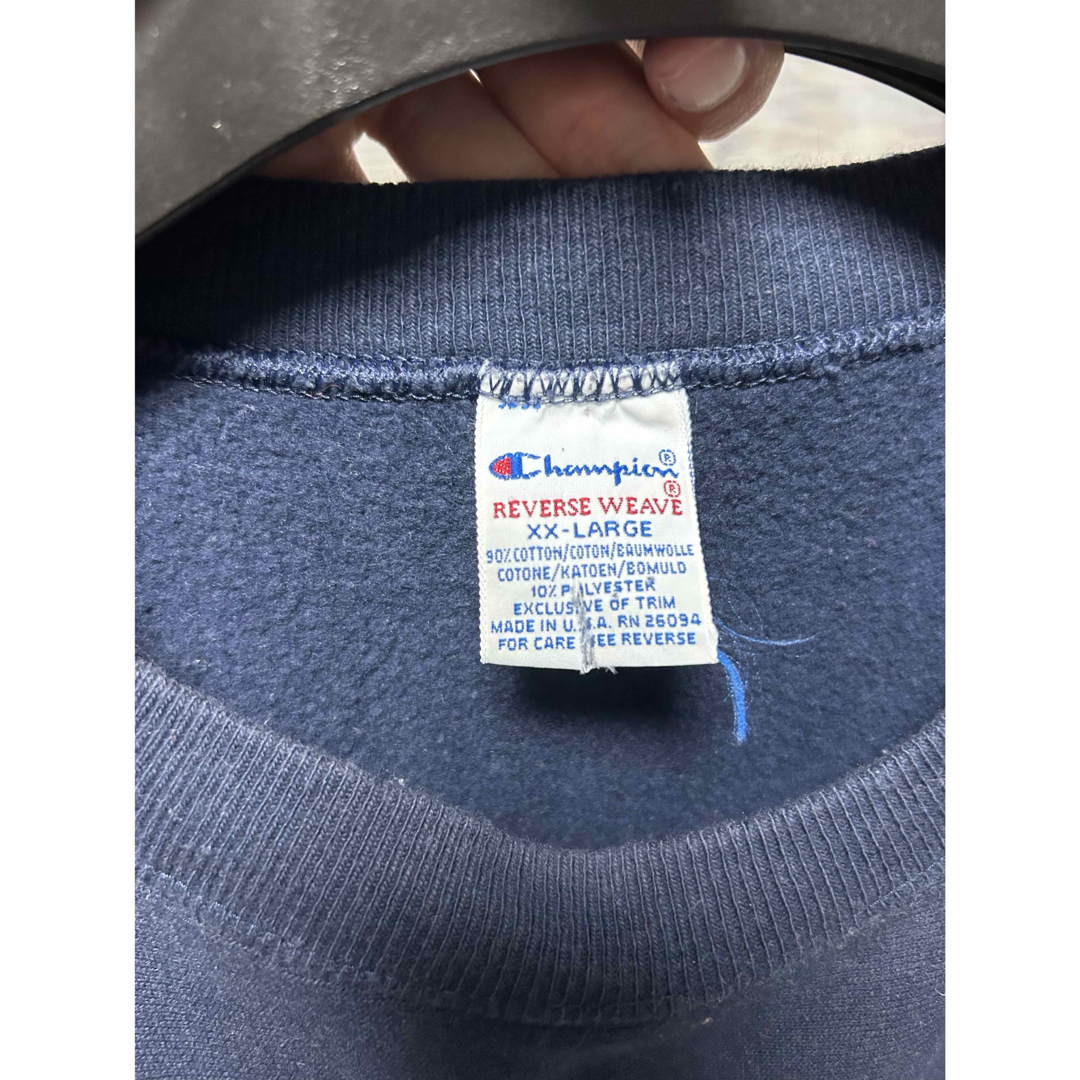 Champion®
REVERSE WEAVE®
XX-LARGE
90% COTTON/COTON/BAUMWOLLE
COTONE/KATOEN/BOMULD
10% POLYESTER
EXCLUSIVE OF TRIM
MADE IN U.S.A. RN 26094
FOR CARE SEE REVERSE